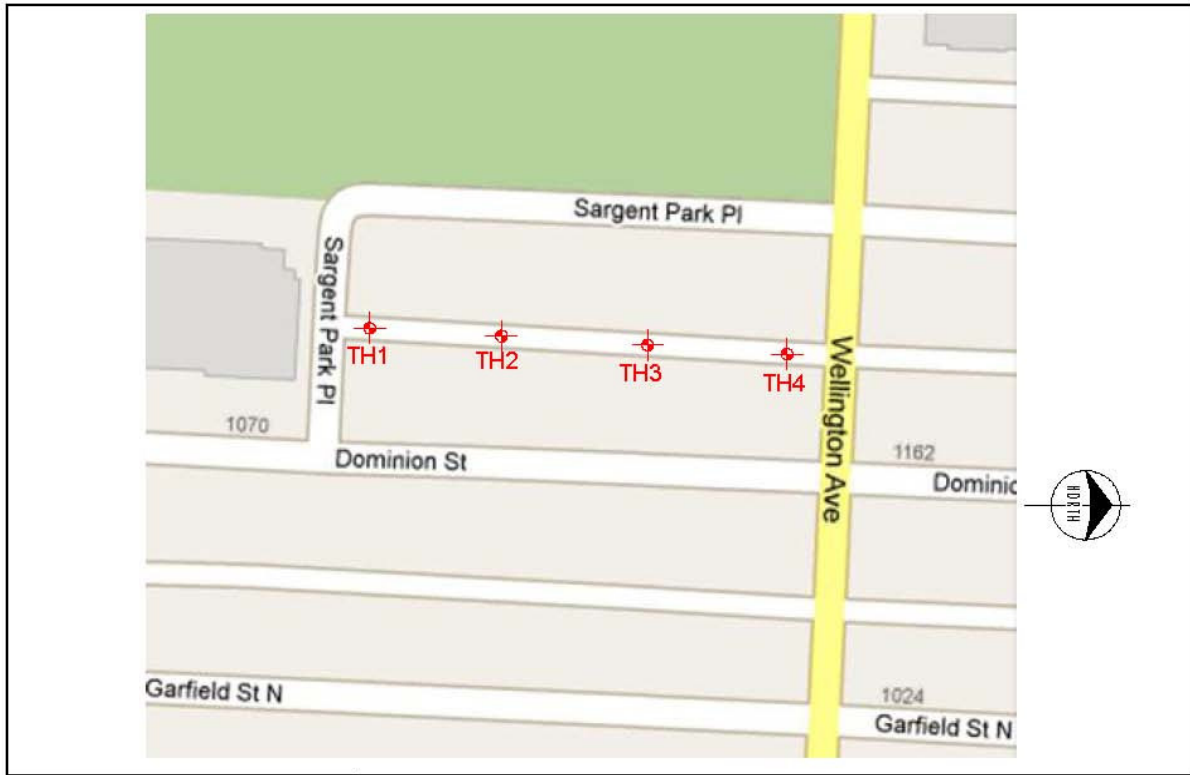 Sargent Park Pl
Sargent Park Pl
TH1
TH2
TH3
TH4
Wellington Ave
1070
1162
Dominion St
Dominic
NORTH
Garfield St N
1024
Garfield St N